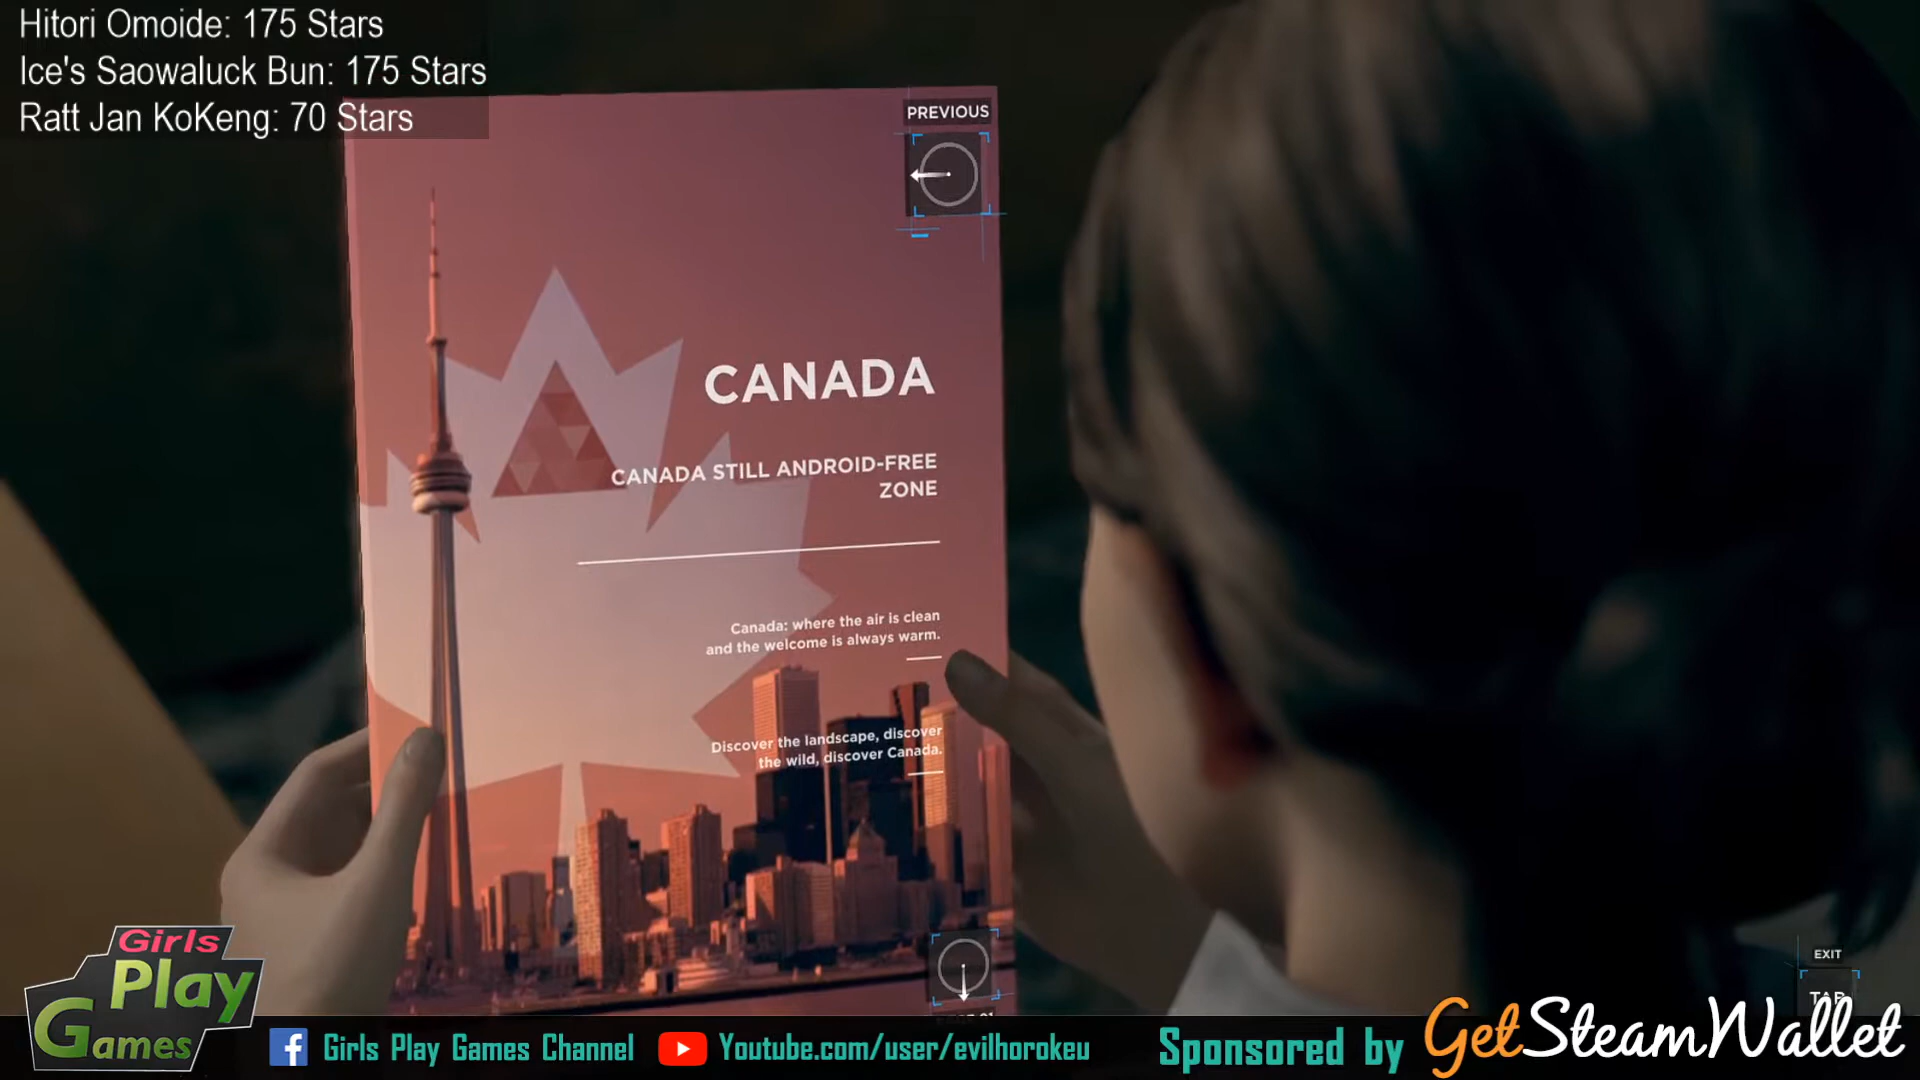 Hitori Omoide: 175 Stars
Ice's Saowaluck Bun: 175 Stars
Ratt Jan KoKeng: 70 Stars
PREVIOUS
CANADA
CANADA STILL ANDROID-FREE
ZONE
Canada: where the air is clean
and the welcome is always warm.
Discover the landscape, discover
the wild, discover Canada.
EXIT
Girls
Play
Games
Girls Play Games Channel
Youtube.com/user/evilhorokeu
Sponsored by GetSteamWallet